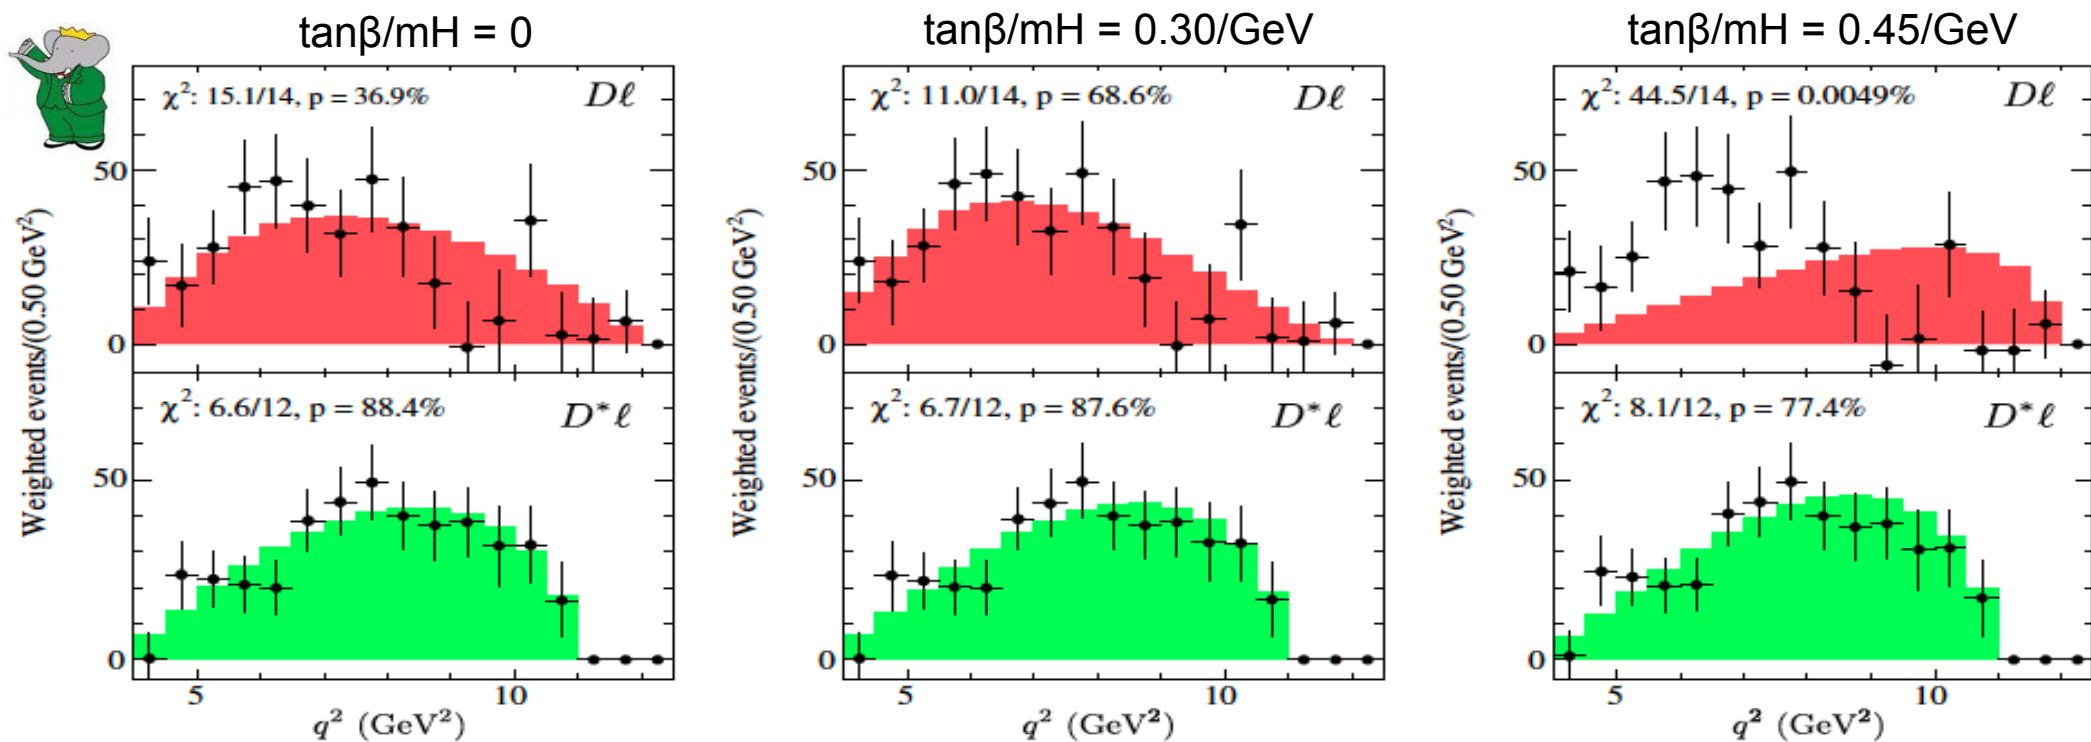 tanβ/mH = 0
tanβ/mH = 0.30/GeV
tanβ/mH = 0.45/GeV
χ²: 15.1/14, p = 36.9%
Dℓ
χ²: 11.0/14, p = 68.6%
Dℓ
χ²: 44.5/14, p = 0.0049%
Dℓ
50
0
50
0
50
0
Weighted events/(0.50 GeV²)
Weighted events/(0.50 GeV²)
Weighted events/(0.50 GeV²)
χ²: 6.6/12, p = 88.4%
D*ℓ
χ²: 6.7/12, p = 87.6%
D*ℓ
χ²: 8.1/12, p = 77.4%
D*ℓ
50
0
50
0
50
0
5 10
5 10
5 10
q² (GeV²)
q² (GeV²)
q² (GeV²)